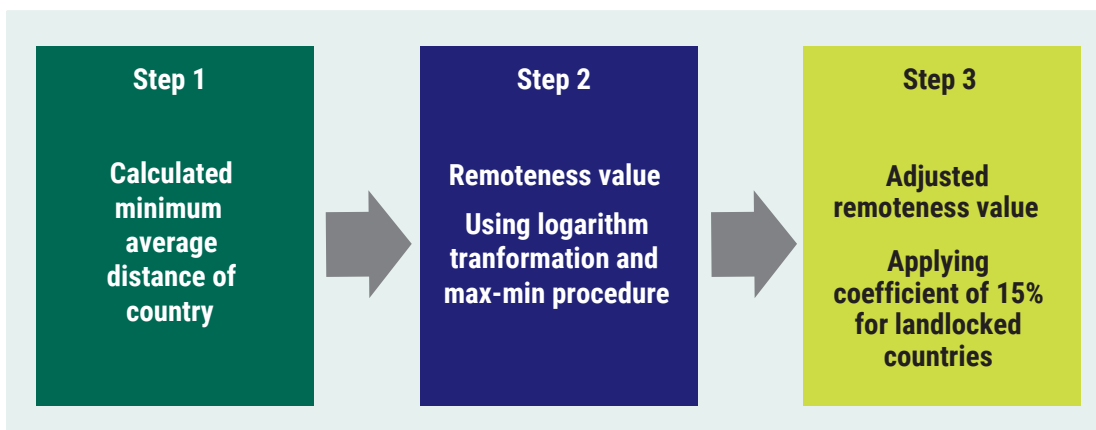 Step 1
Calculated
minimum
average
distance of
country
Step 2
Remoteness value
Using logarithm
tranformation and
max-min procedure
Step 3
Adjusted
remoteness value
Applying
coefficient of 15%
for landlocked
countries